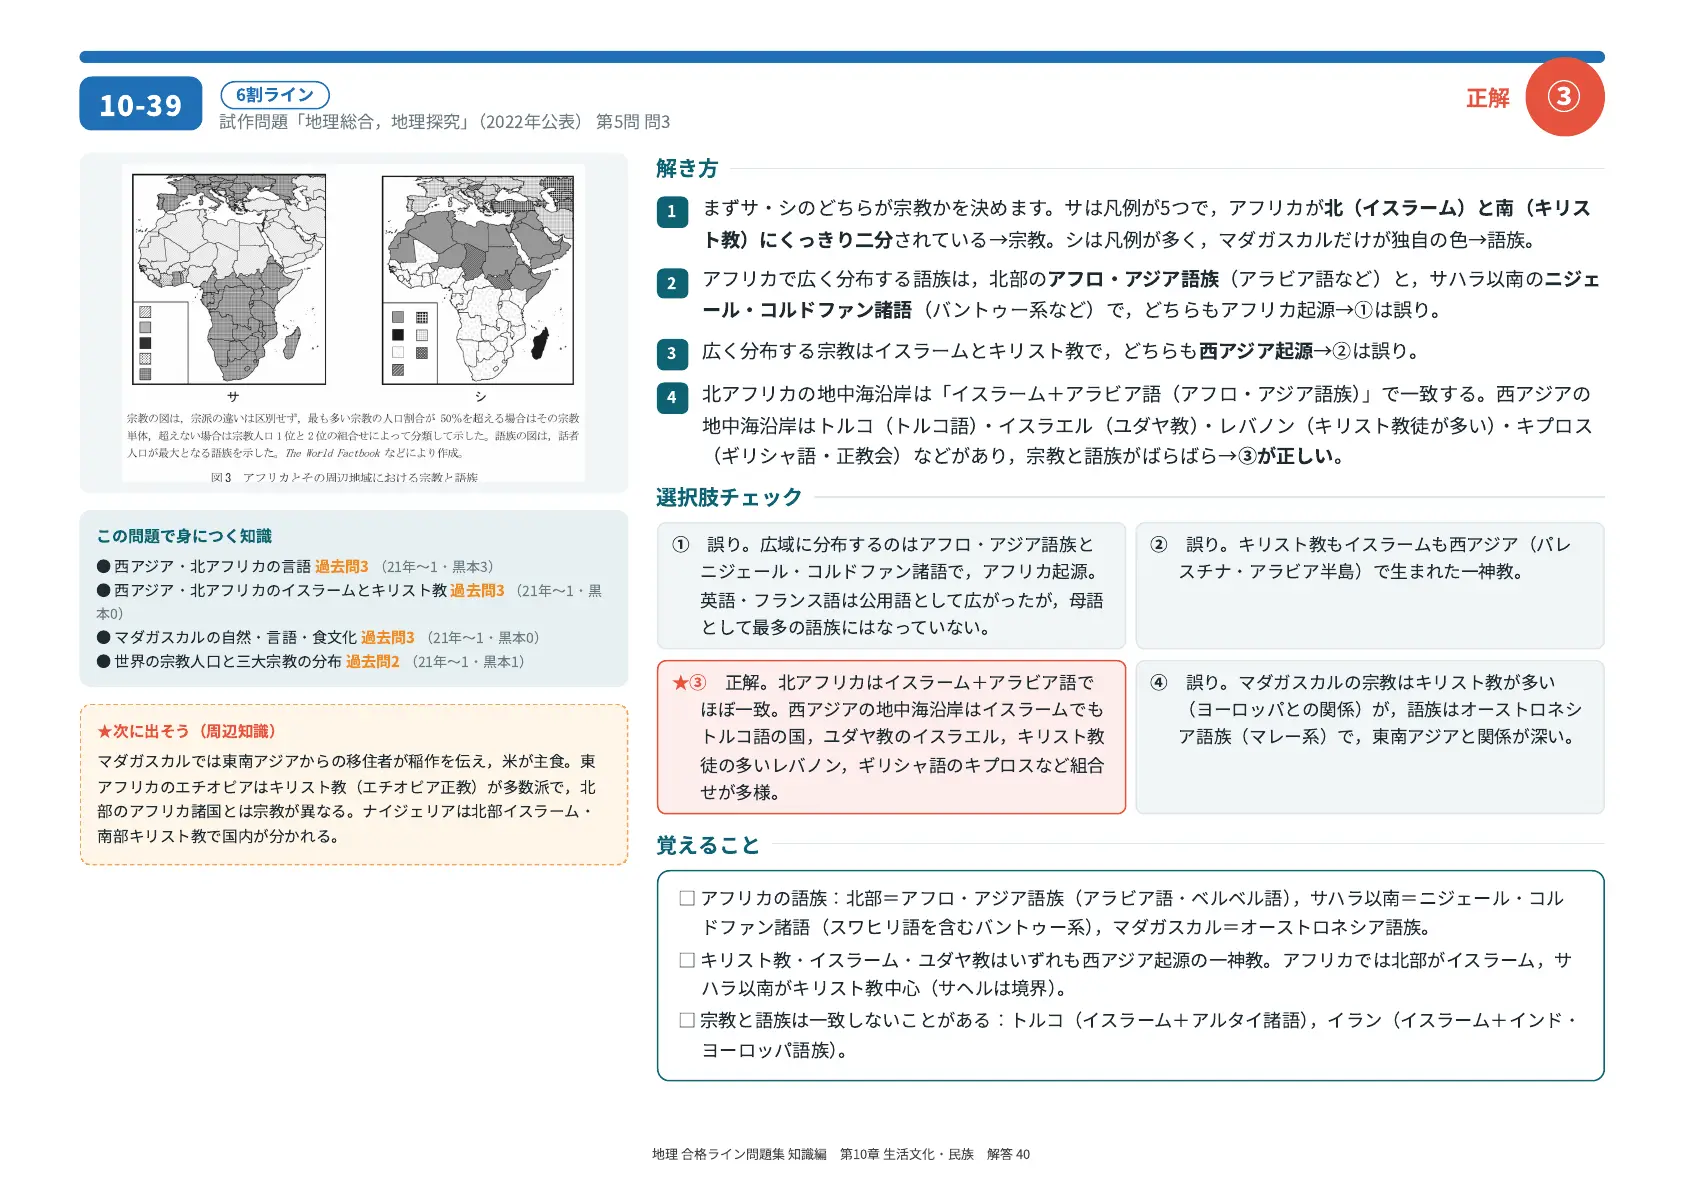 10-39
6割ライン
試作問題「地理総合，地理探究」（2022年公表） 第5問 問3
正解 ③
サ
シ
宗教の図は，宗派の違いは区別せず，最も多い宗教の人口割合が 50%を超える場合はその宗教
単体，超えない場合は宗教人口1位と2位の組合せによって分類して示した。語族の図は，話者
人口が最大となる語族を示した。The World Factbook などにより作成。
図3 アフリカとその周辺地域における宗教と語族
この問題で身につく知識
● 西アジア・北アフリカの言語 過去問3 （21年〜1・黒本3）
● 西アジア・北アフリカのイスラームとキリスト教 過去問3 （21年〜1・黒
本0）
● マダガスカルの自然・言語・食文化 過去問3 （21年〜1・黒本0）
● 世界の宗教人口と三大宗教の分布 過去問2 （21年〜1・黒本1）
★次に出そう（周辺知識）
マダガスカルでは東南アジアからの移住者が稲作を伝え，米が主食。東
アフリカのエチオピアはキリスト教（エチオピア正教）が多数派で，北
部のアフリカ諸国とは宗教が異なる。ナイジェリアは北部イスラーム・
南部キリスト教で国内が分かれる。
解き方
1 まずサ・シのどちらが宗教かを決めます。サは凡例が5つで，アフリカが北（イスラーム）と南（キリス
ト教）にくっきり二分されている→宗教。シは凡例が多く，マダガスカルだけが独自の色→語族。
2 アフリカで広く分布する語族は，北部のアフロ・アジア語族（アラビア語など）と，サハラ以南のニジェ
ール・コルドファン諸語（バントゥー系など）で，どちらもアフリカ起源→①は誤り。
3 広く分布する宗教はイスラームとキリスト教で，どちらも西アジア起源→②は誤り。
4 北アフリカの地中海沿岸は「イスラーム＋アラビア語（アフロ・アジア語族）」で一致する。西アジアの
地中海沿岸はトルコ（トルコ語）・イスラエル（ユダヤ教）・レバノン（キリスト教徒が多い）・キプロス
（ギリシャ語・正教会）などがあり，宗教と語族がばらばら→③が正しい。
選択肢チェック
① 誤り。広域に分布するのはアフロ・アジア語族と
ニジェール・コルドファン諸語で，アフリカ起源。
英語・フランス語は公用語として広がったが，母語
として最多の語族にはなっていない。
② 誤り。キリスト教もイスラームも西アジア（パレ
スチナ・アラビア半島）で生まれた一神教。
★③ 正解。北アフリカはイスラーム＋アラビア語で
ほぼ一致。西アジアの地中海沿岸はイスラームでも
トルコ語の国，ユダヤ教のイスラエル，キリスト教
徒の多いレバノン，ギリシャ語のキプロスなど組合
せが多様。
④ 誤り。マダガスカルの宗教はキリスト教が多い
（ヨーロッパとの関係）が，語族はオーストロネシ
ア語族（マレー系）で，東南アジアと関係が深い。
覚えること
□ アフリカの語族：北部＝アフロ・アジア語族（アラビア語・ベルベル語），サハラ以南＝ニジェール・コル
ドファン諸語（スワヒリ語を含むバントゥー系），マダガスカル＝オーストロネシア語族。
□ キリスト教・イスラーム・ユダヤ教はいずれも西アジア起源の一神教。アフリカでは北部がイスラーム，サ
ハラ以南がキリスト教中心（サヘルは境界）。
□ 宗教と語族は一致しないことがある：トルコ（イスラーム＋アルタイ諸語），イラン（イスラーム＋インド・
ヨーロッパ語族）。
地理 合格ライン問題集 知識編 第10章 生活文化・民族 解答 40